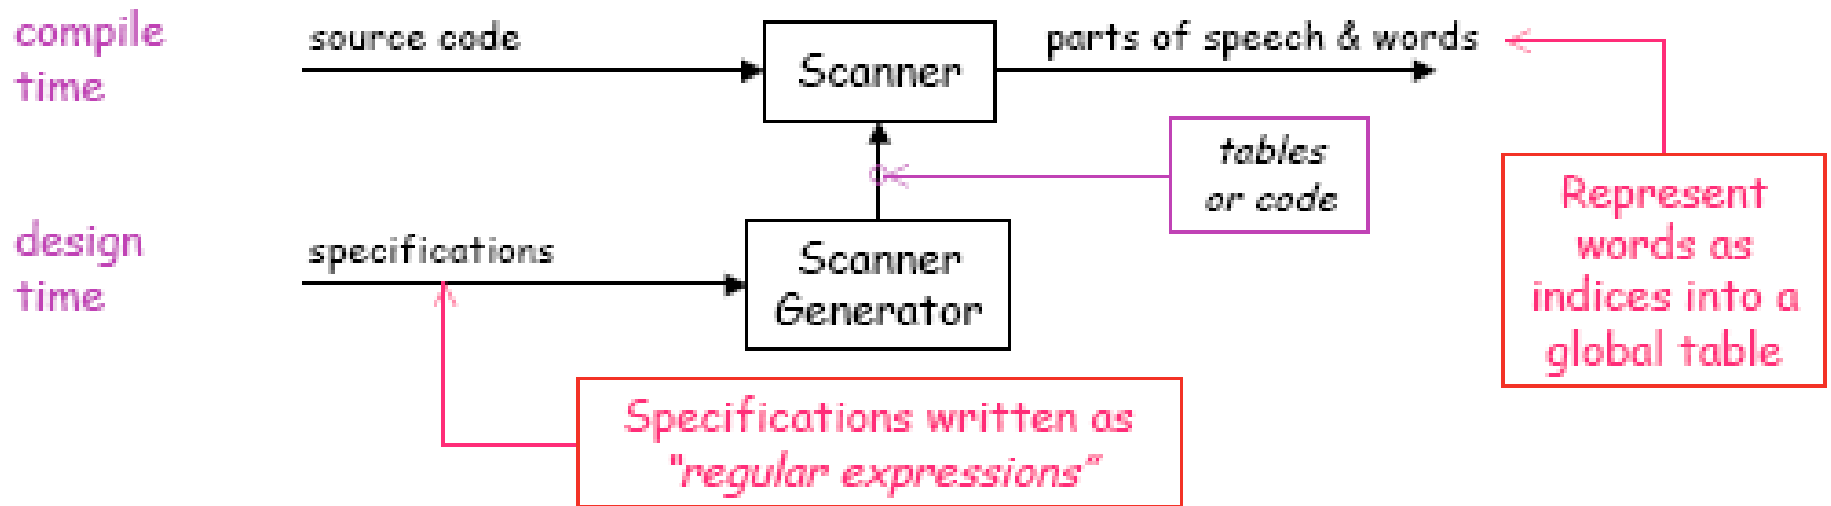 compile
time
source code
Scanner
parts of speech & words
tables
or code
design
time
specifications
Scanner
Generator
Represent
words as
indices into a
global table
Specifications written as
"regular expressions"